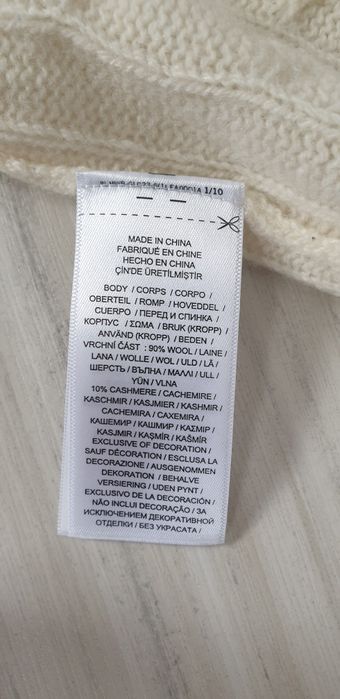 1/10
MADE IN CHINA
FABRIQUÉ EN CHINE
HECHO EN CHINA
ÇİN'DE ÜRETİLMİŞTİR
BODY / CORPS / CORPO /
OBERTEIL / ROMP / HOVEDDEL /
CUERPO / ПЕРЕД И СПИНКА /
КОРПУС / ΣΩΜΑ / BRUK (KROPP) /
ANVÄND (KROPP) / BEDEN /
VRCHNÍ ČÁST : 90% WOOL / LAINE /
LANA / WOLLE / WOL / ULD / LÃ /
ШЕРСТЬ / ВЪЛНА / ΜΑΛΛΙ / ULL /
YÜN / VLNA
10% CASHMERE / CACHEMIRE /
KASCHMIR / KASJMIER / KASHMIR /
CACHEMIRA / CAXEMIRA /
КАШЕМИР / КАШМИР / ΚΑΣΜΙΡ /
KASJMIR / KAŞMİR / KAŠMÍR
EXCLUSIVE OF DECORATION /
SAUF DÉCORATION / ESCLUSA LA
DECORAZIONE / AUSGENOMMEN
DEKORATION / BEHALVE
VERSIERING / UDEN PYNT /
EXCLUSIVO DE LA DECORACIÓN /
NÃO INCLUI DECORAÇÃO / ЗА
ИСКЛЮЧЕНИЕМ ДЕКОРАТИВНОЙ
ОТДЕЛКИ / БЕЗ УКРАСАТА /